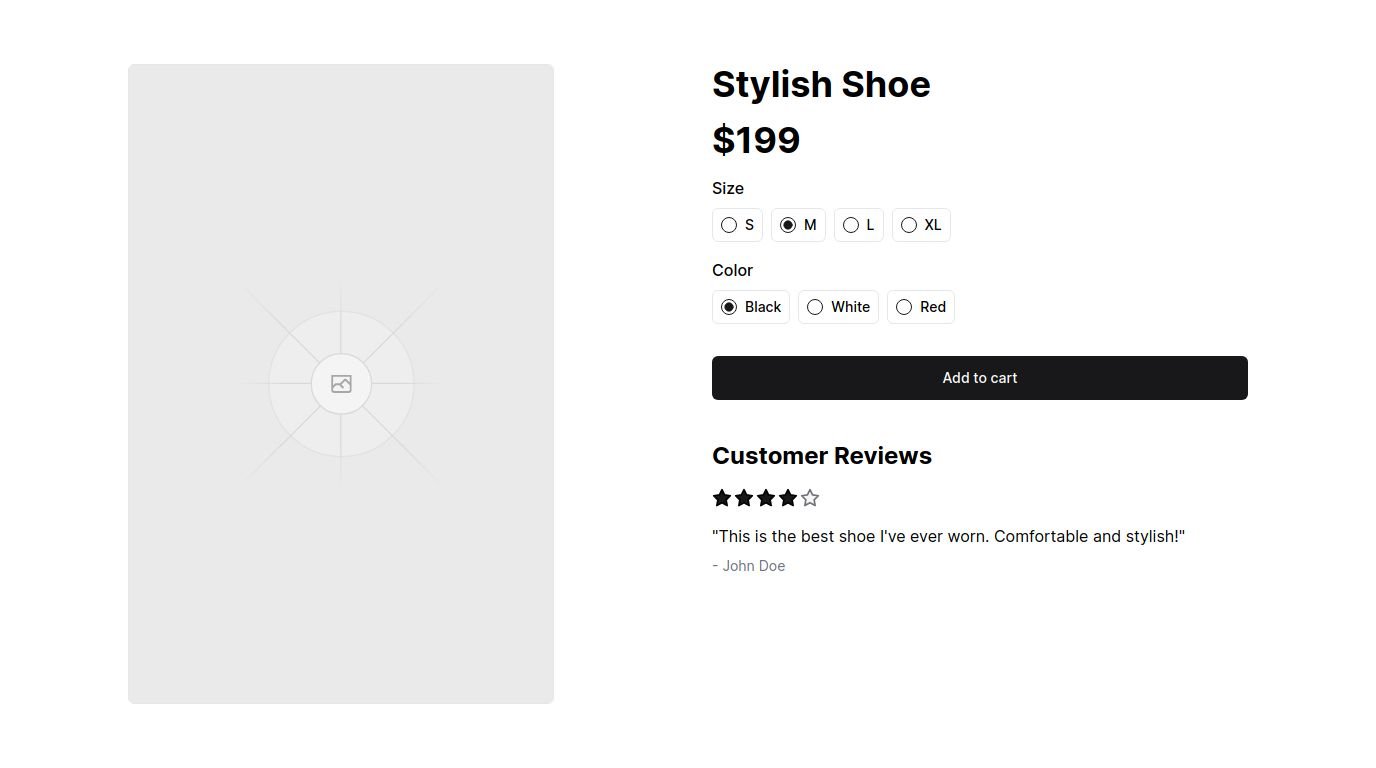 Stylish Shoe
$199
Size
S M L XL
Color
Black White Red
Add to cart
Customer Reviews
"This is the best shoe I've ever worn. Comfortable and stylish!"
- John Doe